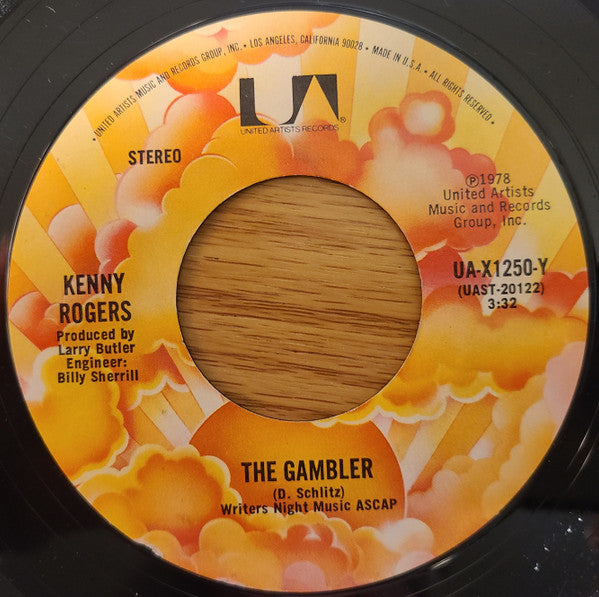 • UNITED ARTISTS MUSIC AND RECORDS GROUP, INC. • LOS ANGELES, CALIFORNIA 90028 • MADE IN U.S.A. • ALL RIGHTS RESERVED •
UA®
UNITED ARTISTS RECORDS
STEREO
℗1978
United Artists
Music and Records
Group, Inc.
UA-X1250-Y
(UAST-20122)
3:32
KENNY
ROGERS
Produced by
Larry Butler
Engineer:
Billy Sherrill
THE GAMBLER
(D. Schlitz)
Writers Night Music ASCAP